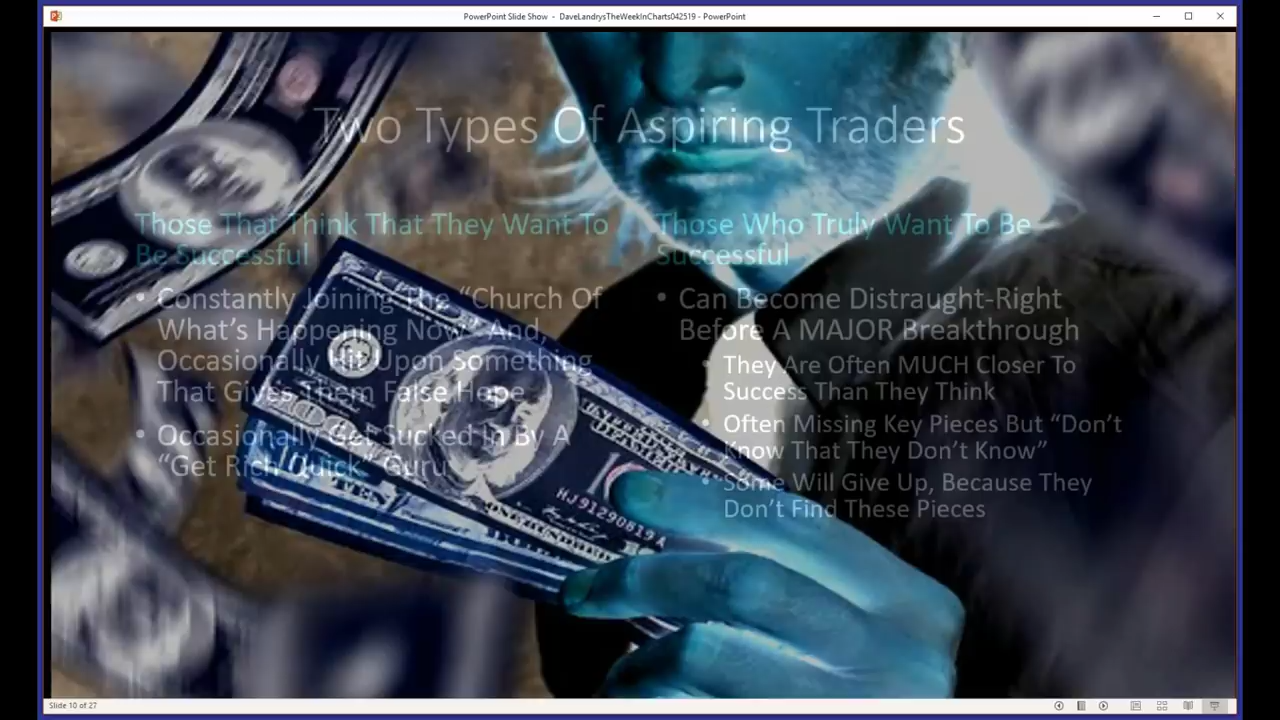 PowerPoint Slide Show - DaveLandrysTheWeekInCharts042519 - PowerPoint
Two Types Of Aspiring Traders
Those That Think That They Want To
Be Successful
• Constantly Joining The “Church Of
What’s Happening Now” And,
Occasionally Hit Upon Something
That Gives Them False Hope
• Occasionally Get Sucked In By A
“Get Rich Quick” Guru
Those Who Truly Want To Be
Successful
• Can Become Distraught-Right
Before A MAJOR Breakthrough
• They Are Often MUCH Closer To
Success Than They Think
• Often Missing Key Pieces But “Don’t
Know That They Don’t Know”
• Some Will Give Up, Because They
Don’t Find These Pieces
HJ91290819A
Slide 10 of 27